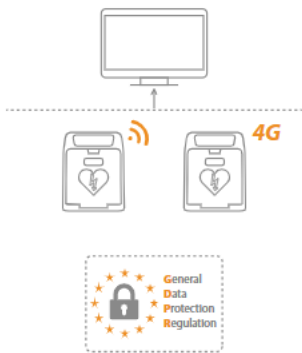 4G
General
Data
Protection
Regulation